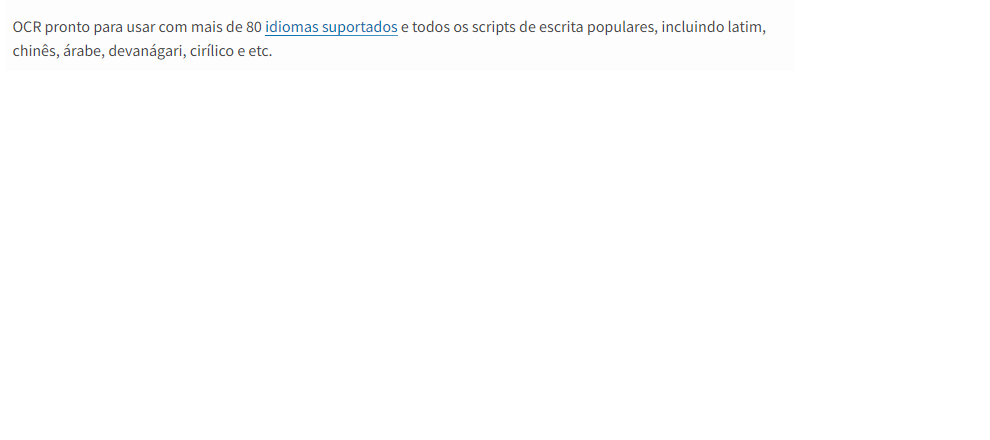 OCR pronto para usar com mais de 80 idiomas suportados e todos os scripts de escrita populares, incluindo latim,
chinês, árabe, devanágari, cirílico e etc.